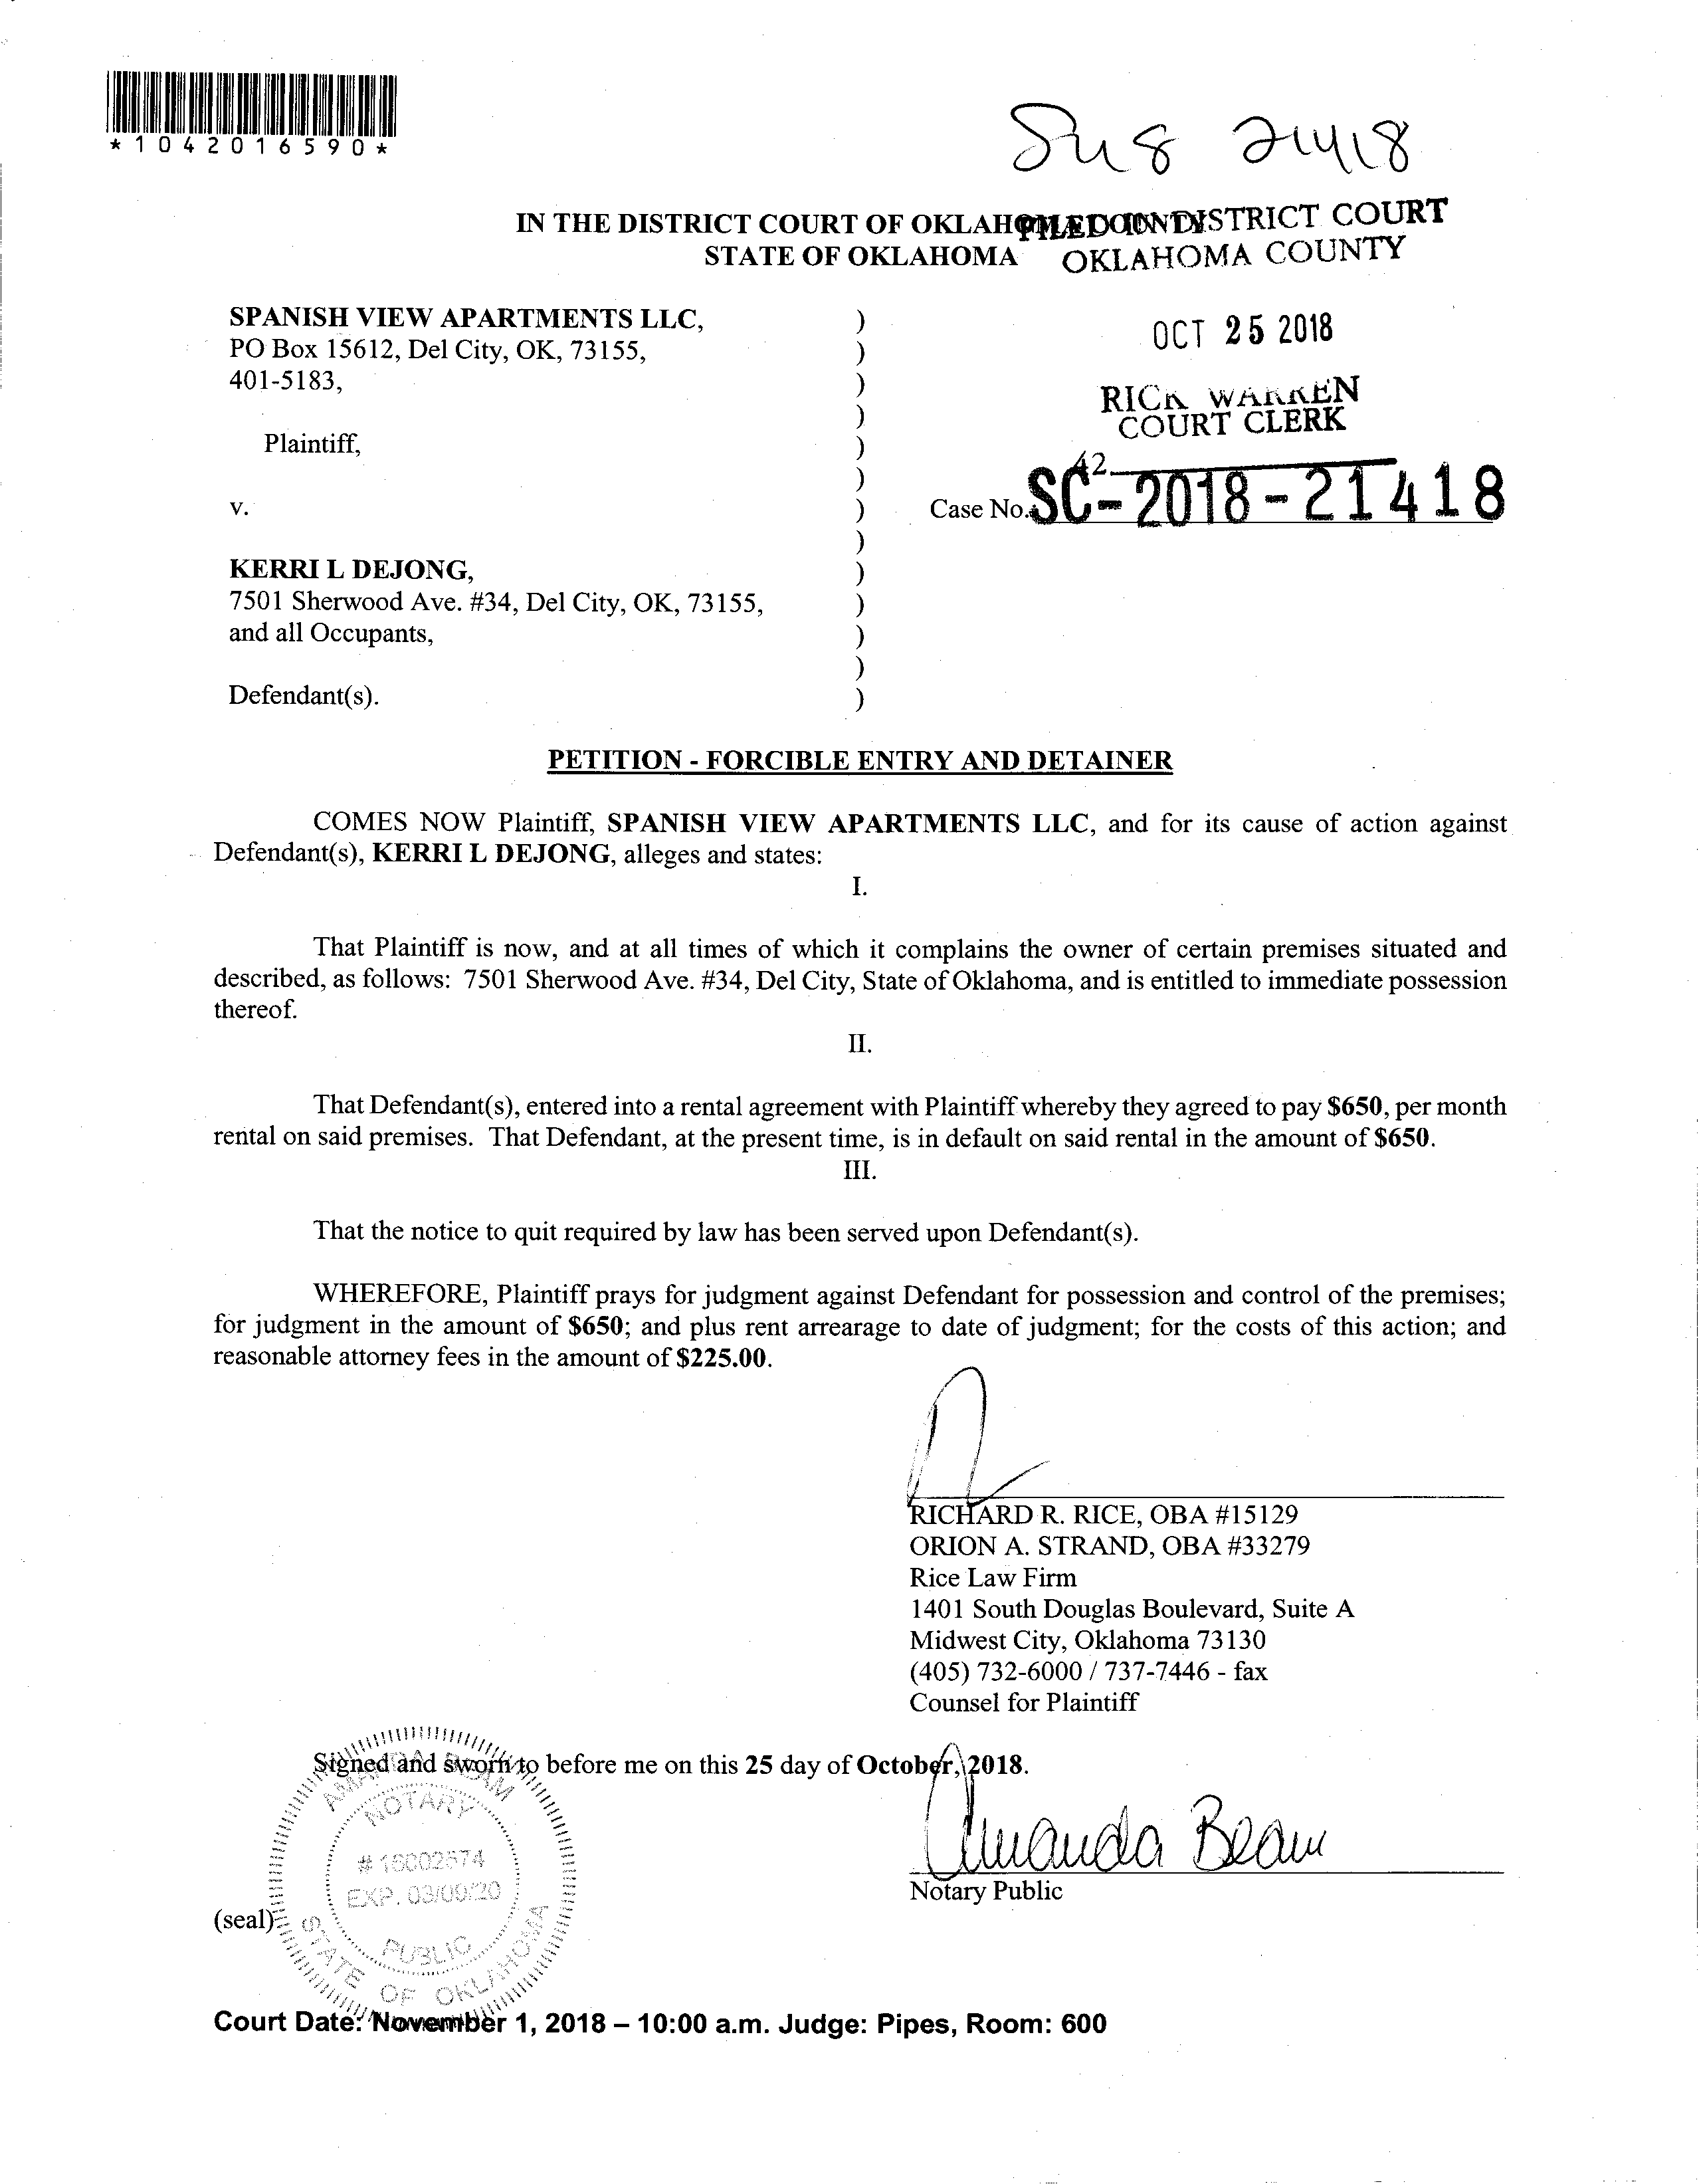 *1042016590*
21418
IN THE DISTRICT COURT OF OKLAHOMA COUNTY
STATE OF OKLAHOMA
FILED IN DISTRICT COURT
OKLAHOMA COUNTY
OCT 25 2018
RICK WARREN
COURT CLERK
42
SPANISH VIEW APARTMENTS LLC, )
PO Box 15612, Del City, OK, 73155, )
401-5183, )
)
Plaintiff, )
)
v. ) Case No. SC-2018-21418
)
KERRI L DEJONG, )
7501 Sherwood Ave. #34, Del City, OK, 73155, )
and all Occupants, )
)
Defendant(s). )
PETITION - FORCIBLE ENTRY AND DETAINER
COMES NOW Plaintiff, SPANISH VIEW APARTMENTS LLC, and for its cause of action against
Defendant(s), KERRI L DEJONG, alleges and states:
I.
That Plaintiff is now, and at all times of which it complains the owner of certain premises situated and
described, as follows: 7501 Sherwood Ave. #34, Del City, State of Oklahoma, and is entitled to immediate possession
thereof.
II.
That Defendant(s), entered into a rental agreement with Plaintiff whereby they agreed to pay $650, per month
rental on said premises. That Defendant, at the present time, is in default on said rental in the amount of $650.
III.
That the notice to quit required by law has been served upon Defendant(s).
WHEREFORE, Plaintiff prays for judgment against Defendant for possession and control of the premises;
for judgment in the amount of $650; and plus rent arrearage to date of judgment; for the costs of this action; and
reasonable attorney fees in the amount of $225.00.
RICHARD R. RICE, OBA #15129
ORION A. STRAND, OBA #33279
Rice Law Firm
1401 South Douglas Boulevard, Suite A
Midwest City, Oklahoma 73130
(405) 732-6000 / 737-7446 - fax
Counsel for Plaintiff
Signed and sworn to before me on this 25 day of October, 2018.
Amanda Beam
Notary Public
(seal)
AMANDA BEAM
NOTARY
EXP. 03/09/20
PUBLIC
STATE OF OKLAHOMA
Court Date: November 1, 2018 – 10:00 a.m. Judge: Pipes, Room: 600